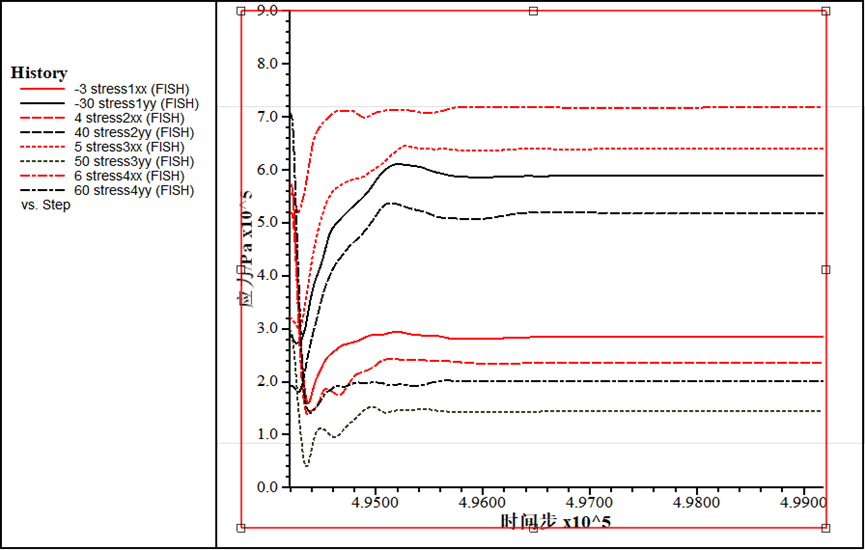 History
-3 stress1xx (FISH)
-30 stress1yy (FISH)
4 stress2xx (FISH)
40 stress2yy (FISH)
5 stress3xx (FISH)
50 stress3yy (FISH)
6 stress4xx (FISH)
60 stress4yy (FISH)
vs. Step
应力/Pa x10^5
9.0
8.0
7.0
6.0
5.0
4.0
3.0
2.0
1.0
0.0
4.9500 4.9600 4.9700 4.9800 4.9900
时间步 x10^5